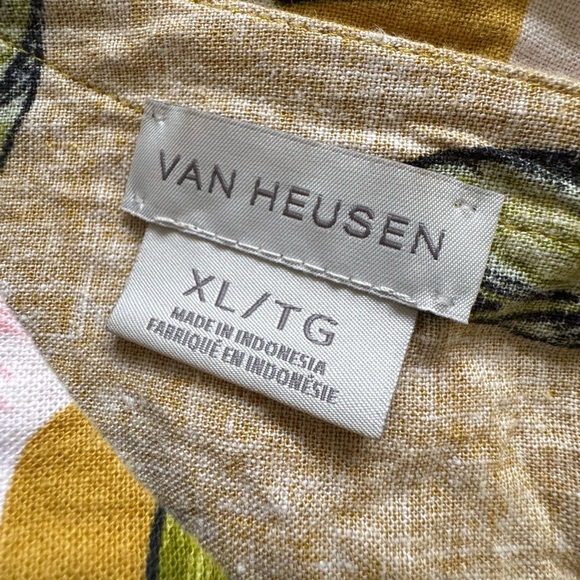 VAN HEUSEN
XL/TG
MADE IN INDONESIA
FABRIQUÉ EN INDONÉSIE